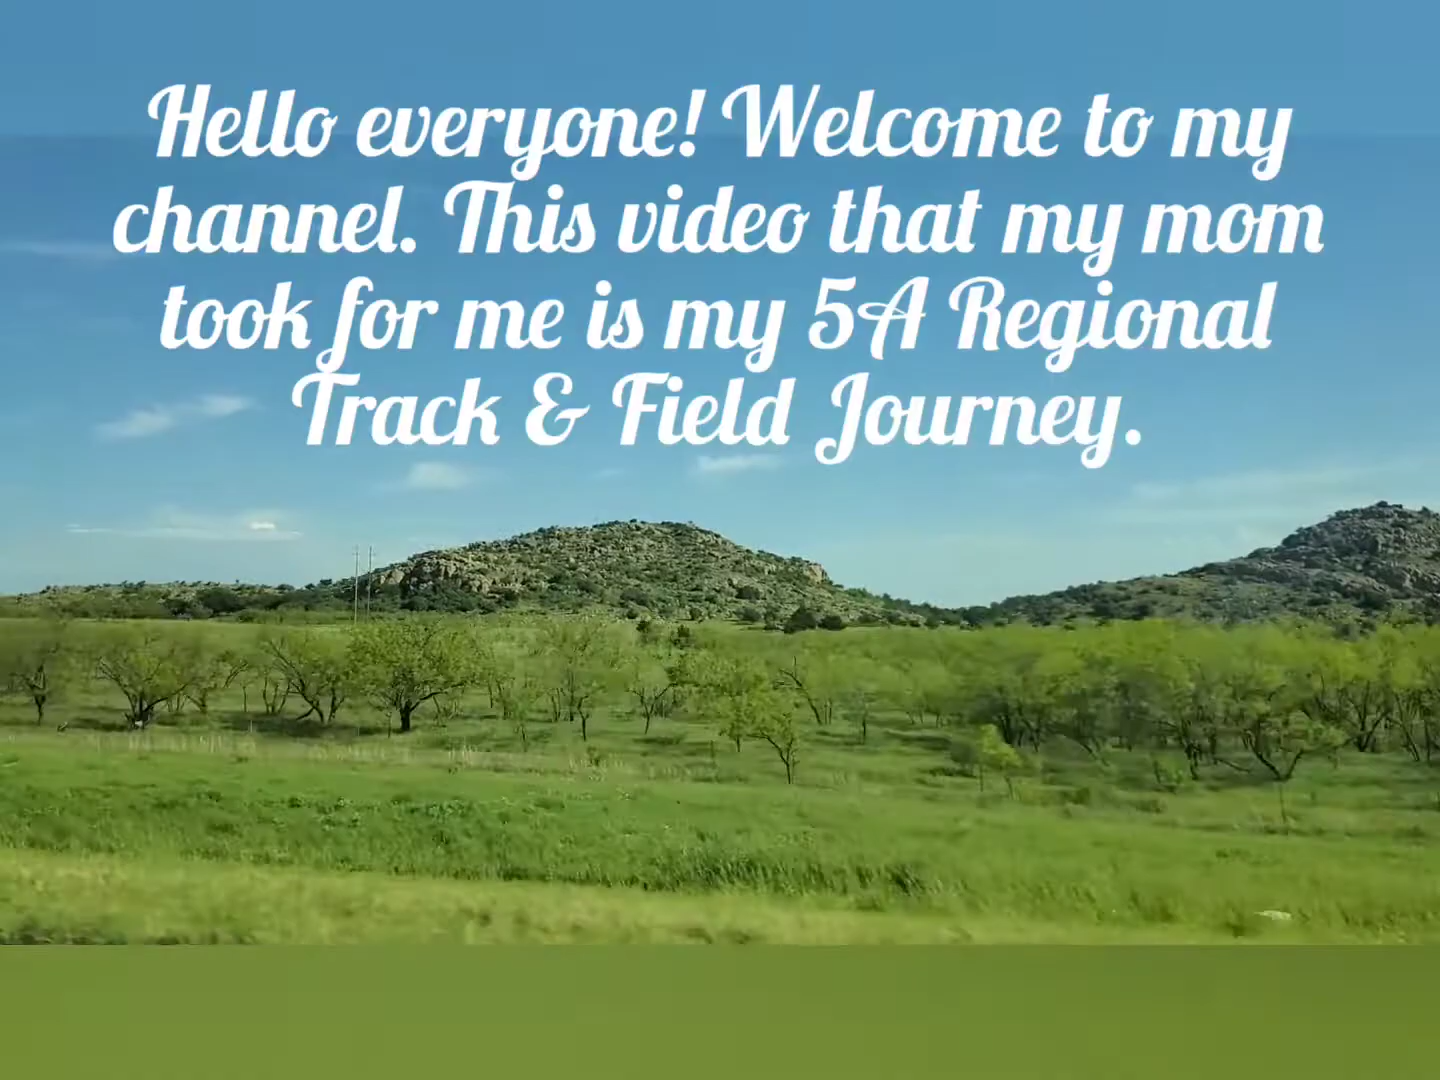 Hello everyone! Welcome to my
channel. This video that my mom
took for me is my 5A Regional
Track & Field Journey.